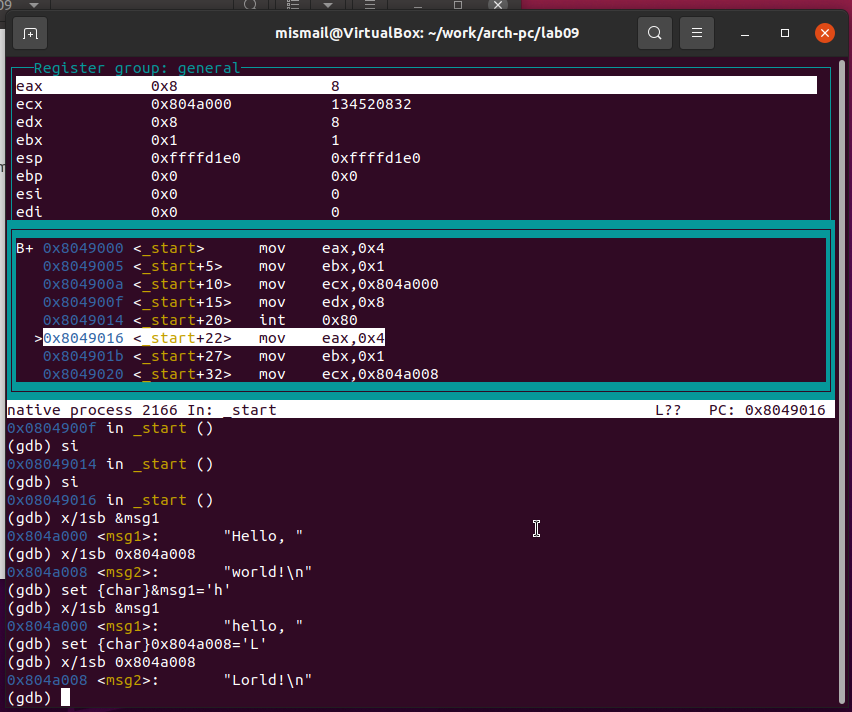 09
mismail@VirtualBox: ~/work/arch-pc/lab09
Register group: general
eax 0x8 8
ecx 0x804a000 134520832
edx 0x8 8
ebx 0x1 1
esp 0xffffd1e0 0xffffd1e0
ebp 0x0 0x0
esi 0x0 0
edi 0x0 0
B+ 0x8049000 <_start> mov eax,0x4
0x8049005 <_start+5> mov ebx,0x1
0x804900a <_start+10> mov ecx,0x804a000
0x804900f <_start+15> mov edx,0x8
0x8049014 <_start+20> int 0x80
>0x8049016 <_start+22> mov eax,0x4
0x804901b <_start+27> mov ebx,0x1
0x8049020 <_start+32> mov ecx,0x804a008
native process 2166 In: _start L?? PC: 0x8049016
0x0804900f in _start ()
(gdb) si
0x08049014 in _start ()
(gdb) si
0x08049016 in _start ()
(gdb) x/1sb &msg1
0x804a000 <msg1>: "Hello, "
(gdb) x/1sb 0x804a008
0x804a008 <msg2>: "world!\n"
(gdb) set {char}&msg1='h'
(gdb) x/1sb &msg1
0x804a000 <msg1>: "hello, "
(gdb) set {char}0x804a008='L'
(gdb) x/1sb 0x804a008
0x804a008 <msg2>: "Lorld!\n"
(gdb)